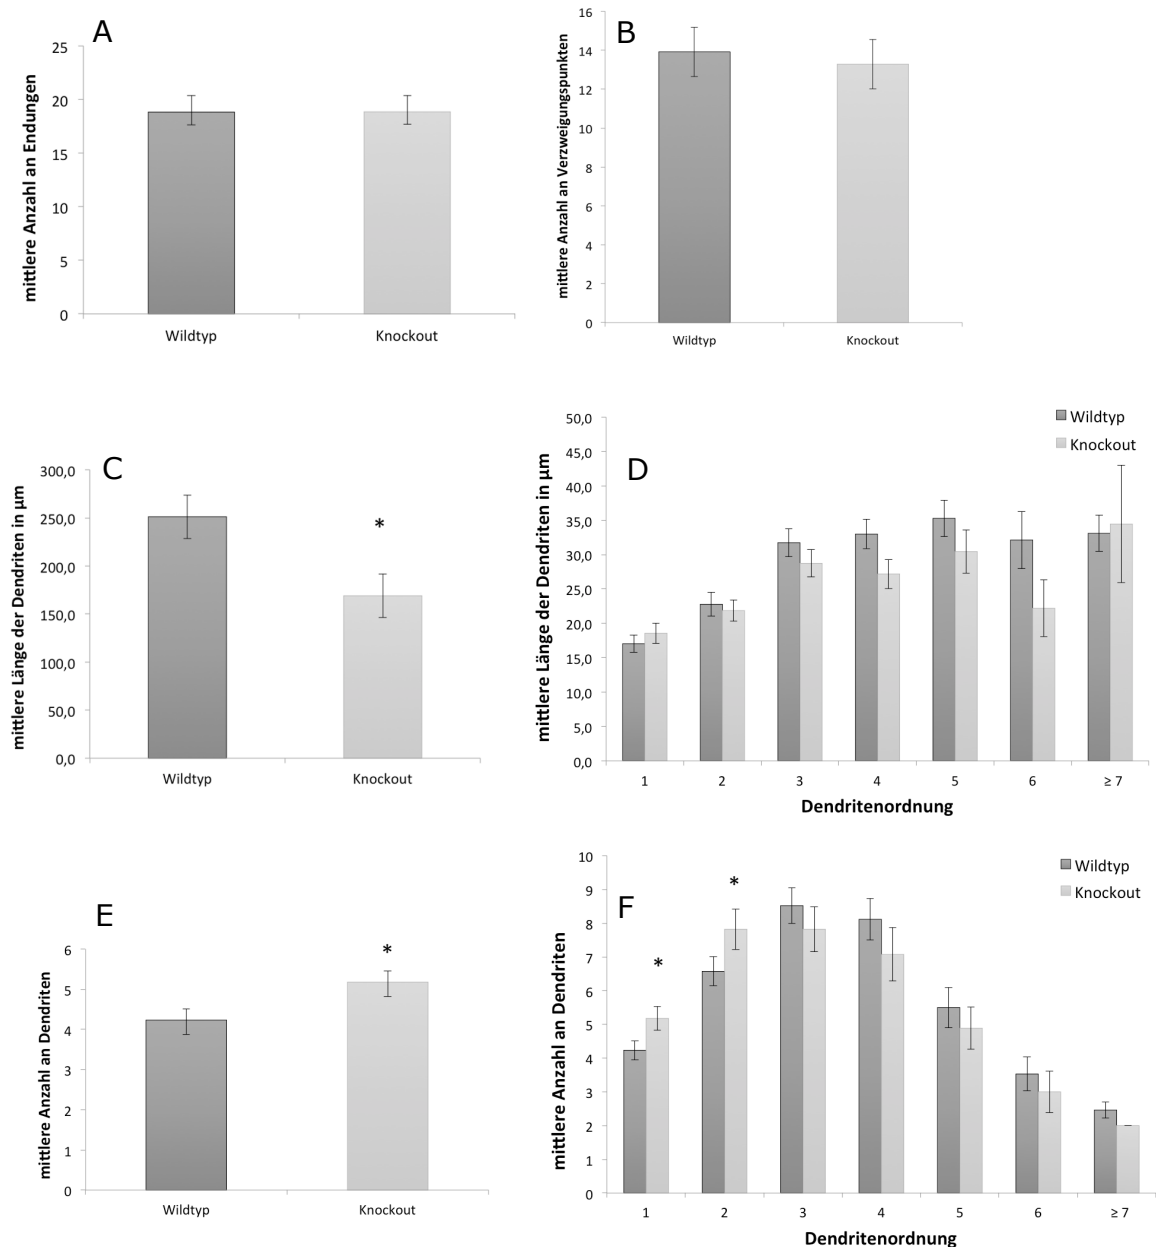 A
mittlere Anzahl an Endungen
25
20
15
10
5
0
Wildtyp Knockout
B
mittlere Anzahl an Verzweigungspunkten
16
14
12
10
8
6
4
2
0
Wildtyp Knockout
C
mittlere Länge der Dendriten in µm
300,0
250,0
200,0
150,0
100,0
50,0
0,0
*
Wildtyp Knockout
D
mittlere Länge der Dendriten in µm
50,0
45,0
40,0
35,0
30,0
25,0
20,0
15,0
10,0
5,0
0,0
Wildtyp
Knockout
1 2 3 4 5 6 ≥ 7
Dendritenordnung
E
mittlere Anzahl an Dendriten
6
5
4
3
2
1
0
*
Wildtyp Knockout
F
mittlere Anzahl an Dendriten
10
9
8
7
6
5
4
3
2
1
0
Wildtyp
Knockout
* *
1 2 3 4 5 6 ≥ 7
Dendritenordnung